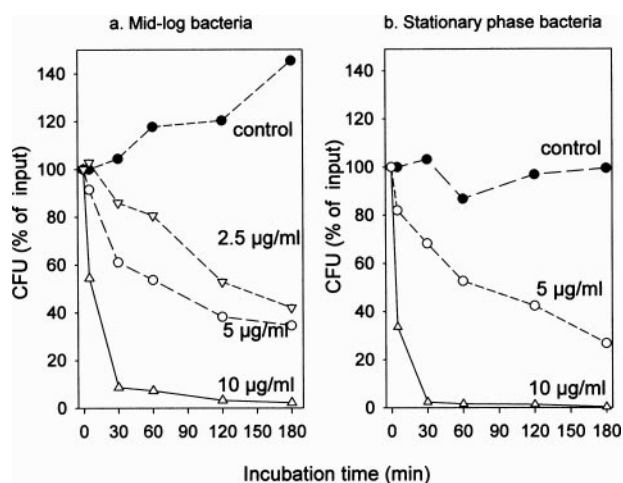 a. Mid-log bacteria
b. Stationary phase bacteria
CFU (% of input)
140
120
100
80
60
40
20
0
control
2.5 µg/ml
5 µg/ml
10 µg/ml
0 30 60 90 120 150 180
CFU (% of input)
140
120
100
80
60
40
20
0
control
5 µg/ml
10 µg/ml
0 30 60 90 120 150 180
Incubation time (min)